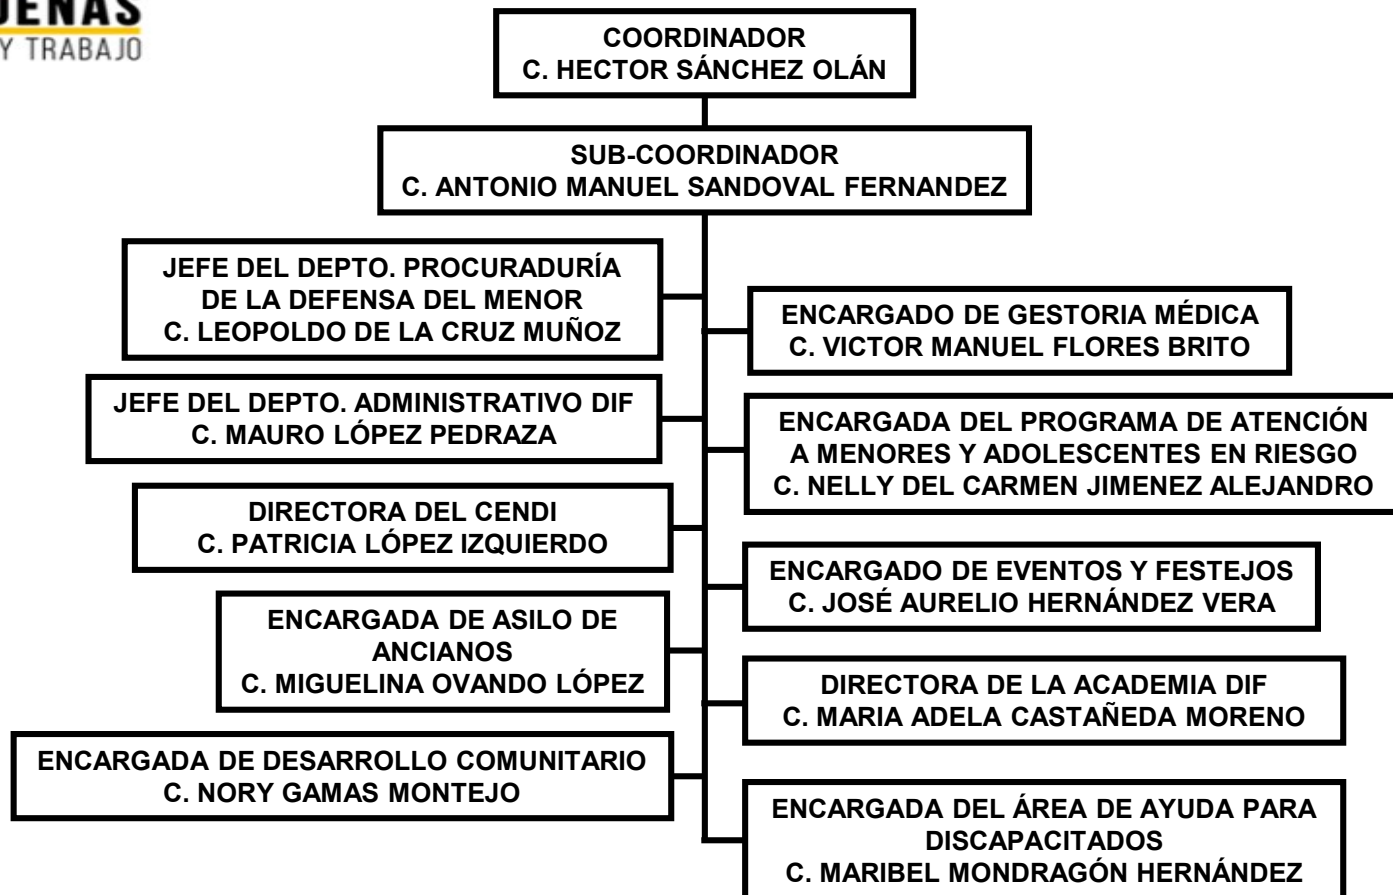 Y TRABAJO
COORDINADOR
C. HECTOR SÁNCHEZ OLÁN
SUB-COORDINADOR
C. ANTONIO MANUEL SANDOVAL FERNANDEZ
JEFE DEL DEPTO. PROCURADURÍA
DE LA DEFENSA DEL MENOR
C. LEOPOLDO DE LA CRUZ MUÑOZ
ENCARGADO DE GESTORIA MÉDICA
C. VICTOR MANUEL FLORES BRITO
JEFE DEL DEPTO. ADMINISTRATIVO DIF
C. MAURO LÓPEZ PEDRAZA
ENCARGADA DEL PROGRAMA DE ATENCIÓN
A MENORES Y ADOLESCENTES EN RIESGO
C. NELLY DEL CARMEN JIMENEZ ALEJANDRO
DIRECTORA DEL CENDI
C. PATRICIA LÓPEZ IZQUIERDO
ENCARGADO DE EVENTOS Y FESTEJOS
C. JOSÉ AURELIO HERNÁNDEZ VERA
ENCARGADA DE ASILO DE
ANCIANOS
C. MIGUELINA OVANDO LÓPEZ
DIRECTORA DE LA ACADEMIA DIF
C. MARIA ADELA CASTAÑEDA MORENO
ENCARGADA DE DESARROLLO COMUNITARIO
C. NORY GAMAS MONTEJO
ENCARGADA DEL ÁREA DE AYUDA PARA
DISCAPACITADOS
C. MARIBEL MONDRAGÓN HERNÁNDEZ